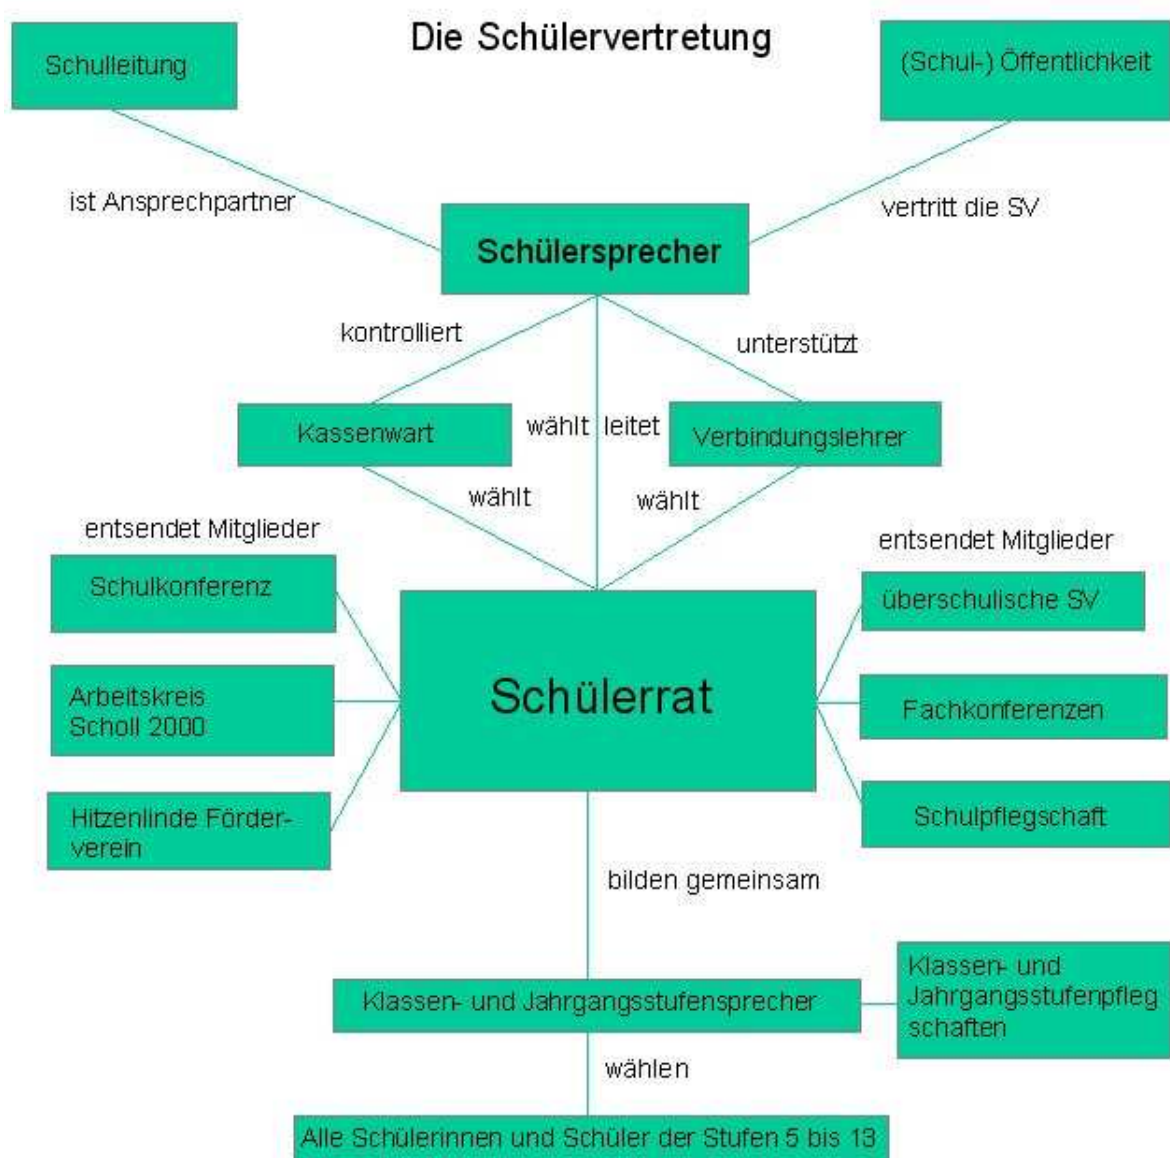 Die Schülervertretung
Schulleitung
(Schul-) Öffentlichkeit
ist Ansprechpartner
vertritt die SV
Schülersprecher
kontrolliert
unterstützt
Kassenwart
wählt
leitet
Verbindungslehrer
wählt
wählt
entsendet Mitglieder
entsendet Mitglieder
Schulkonferenz
überschulische SV
Schülerrat
Arbeitskreis
Scholl 2000
Fachkonferenzen
Hitzenlinde Förder-
verein
Schulpflegschaft
bilden gemeinsam
Klassen- und Jahrgangsstufensprecher
Klassen- und
Jahrgangsstufenpfleg
schaften
wählen
Alle Schülerinnen und Schüler der Stufen 5 bis 13